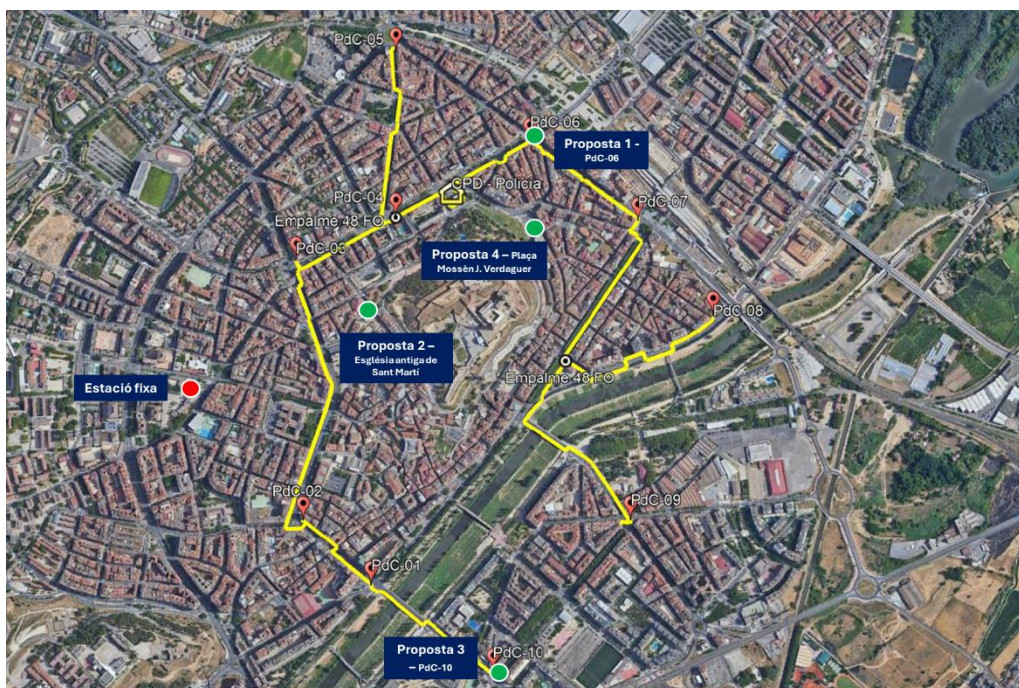 PdC-05
PdC-06
Proposta 1 -
PdC-06
CPD - Policia
PdC-04
PdC-07
Empalme 48 FO
PdC-03
Proposta 4 – Plaça
Mossèn J. Verdaguer
PdC-08
Proposta 2 –
Església antiga de
Sant Martí
Empalme 48 FO
Estació fixa
PdC-02
PdC-09
PdC-01
Proposta 3
– PdC-10
PdC-10